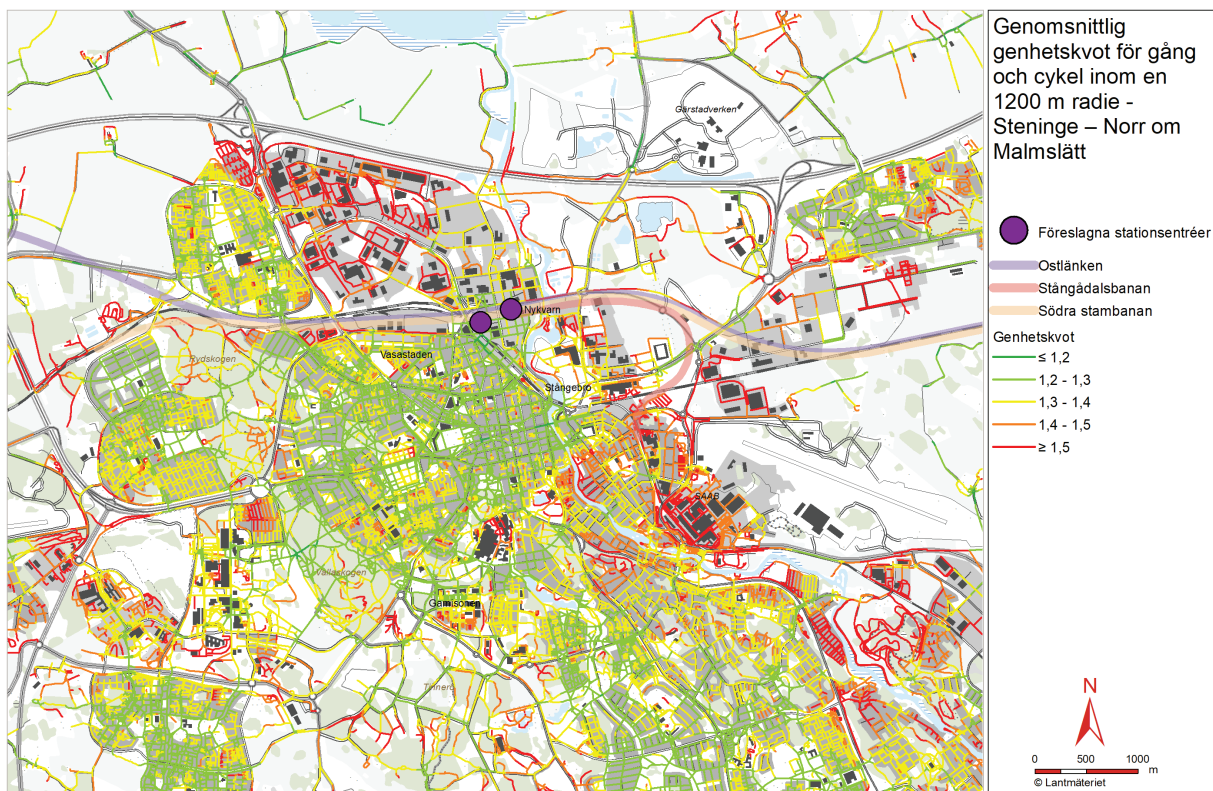 Genomsnittlig
genhetskvot för gång
och cykel inom en
1200 m radie -
Steninge – Norr om
Malmslätt
Föreslagna stationsentréer
Ostlänken
Stångådalsbanan
Södra stambanan
Genhetskvot
≤ 1,2
1,2 - 1,3
1,3 - 1,4
1,4 - 1,5
≥ 1,5
N
0 500 1000
m
© Lantmäteriet
Gärstadverken
Nykvarn
Vasastaden
Rydskogen
Stångebro
SAAB
Vallaskogen
Garnisonen
Tinnerö